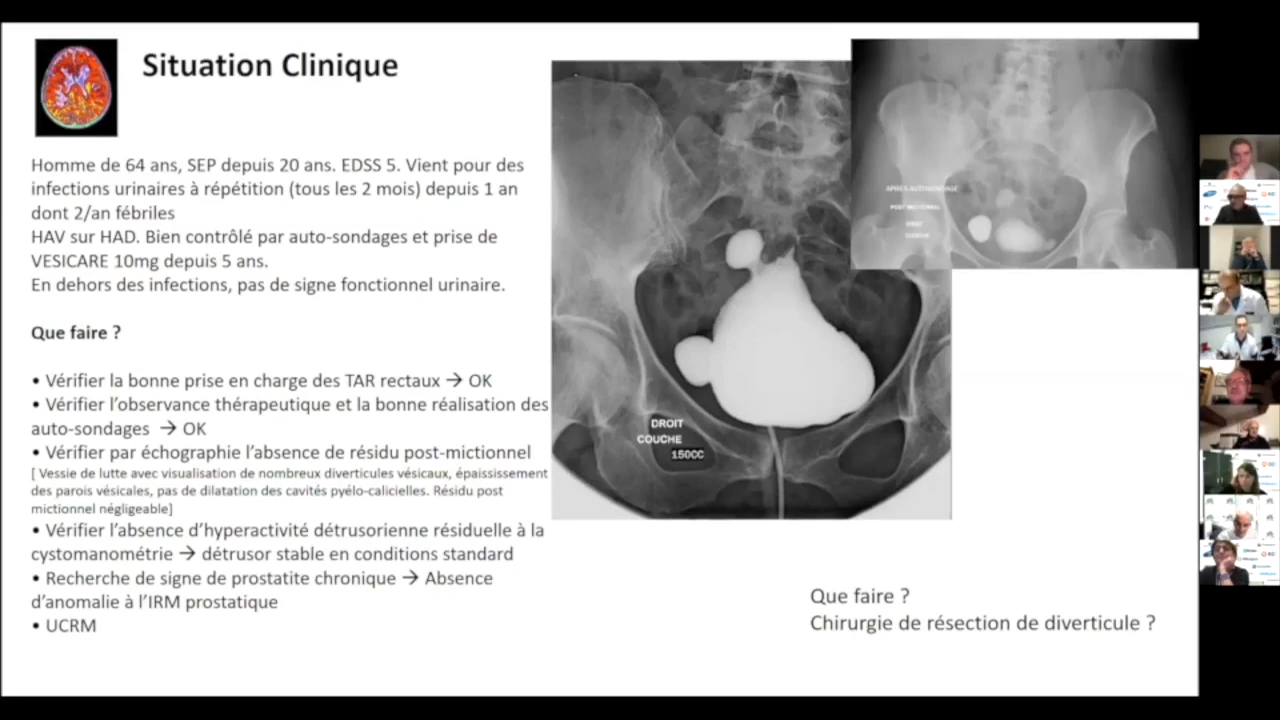 Situation Clinique
Homme de 64 ans, SEP depuis 20 ans. EDSS 5. Vient pour des
infections urinaires à répétition (tous les 2 mois) depuis 1 an
dont 2/an fébriles
HAV sur HAD. Bien contrôlé par auto-sondages et prise de
VESICARE 10mg depuis 5 ans.
En dehors des infections, pas de signe fonctionnel urinaire.
Que faire ?
• Vérifier la bonne prise en charge des TAR rectaux → OK
• Vérifier l’observance thérapeutique et la bonne réalisation des
auto-sondages → OK
• Vérifier par échographie l’absence de résidu post-mictionnel
[ Vessie de lutte avec visualisation de nombreux diverticules vésicaux, épaississement
des parois vésicales, pas de dilatation des cavités pyélo-calicielles. Résidu post
mictionnel négligeable]
• Vérifier l’absence d’hyperactivité détrusorienne résiduelle à la
cystomanométrie → détrusor stable en conditions standard
• Recherche de signe de prostatite chronique → Absence
d’anomalie à l’IRM prostatique
• UCRM
DROIT
COUCHE
150CC
APRES AUTOSONDAGE
POST MICTIONNEL
DROIT
COUCHE
Que faire ?
Chirurgie de résection de diverticule ?